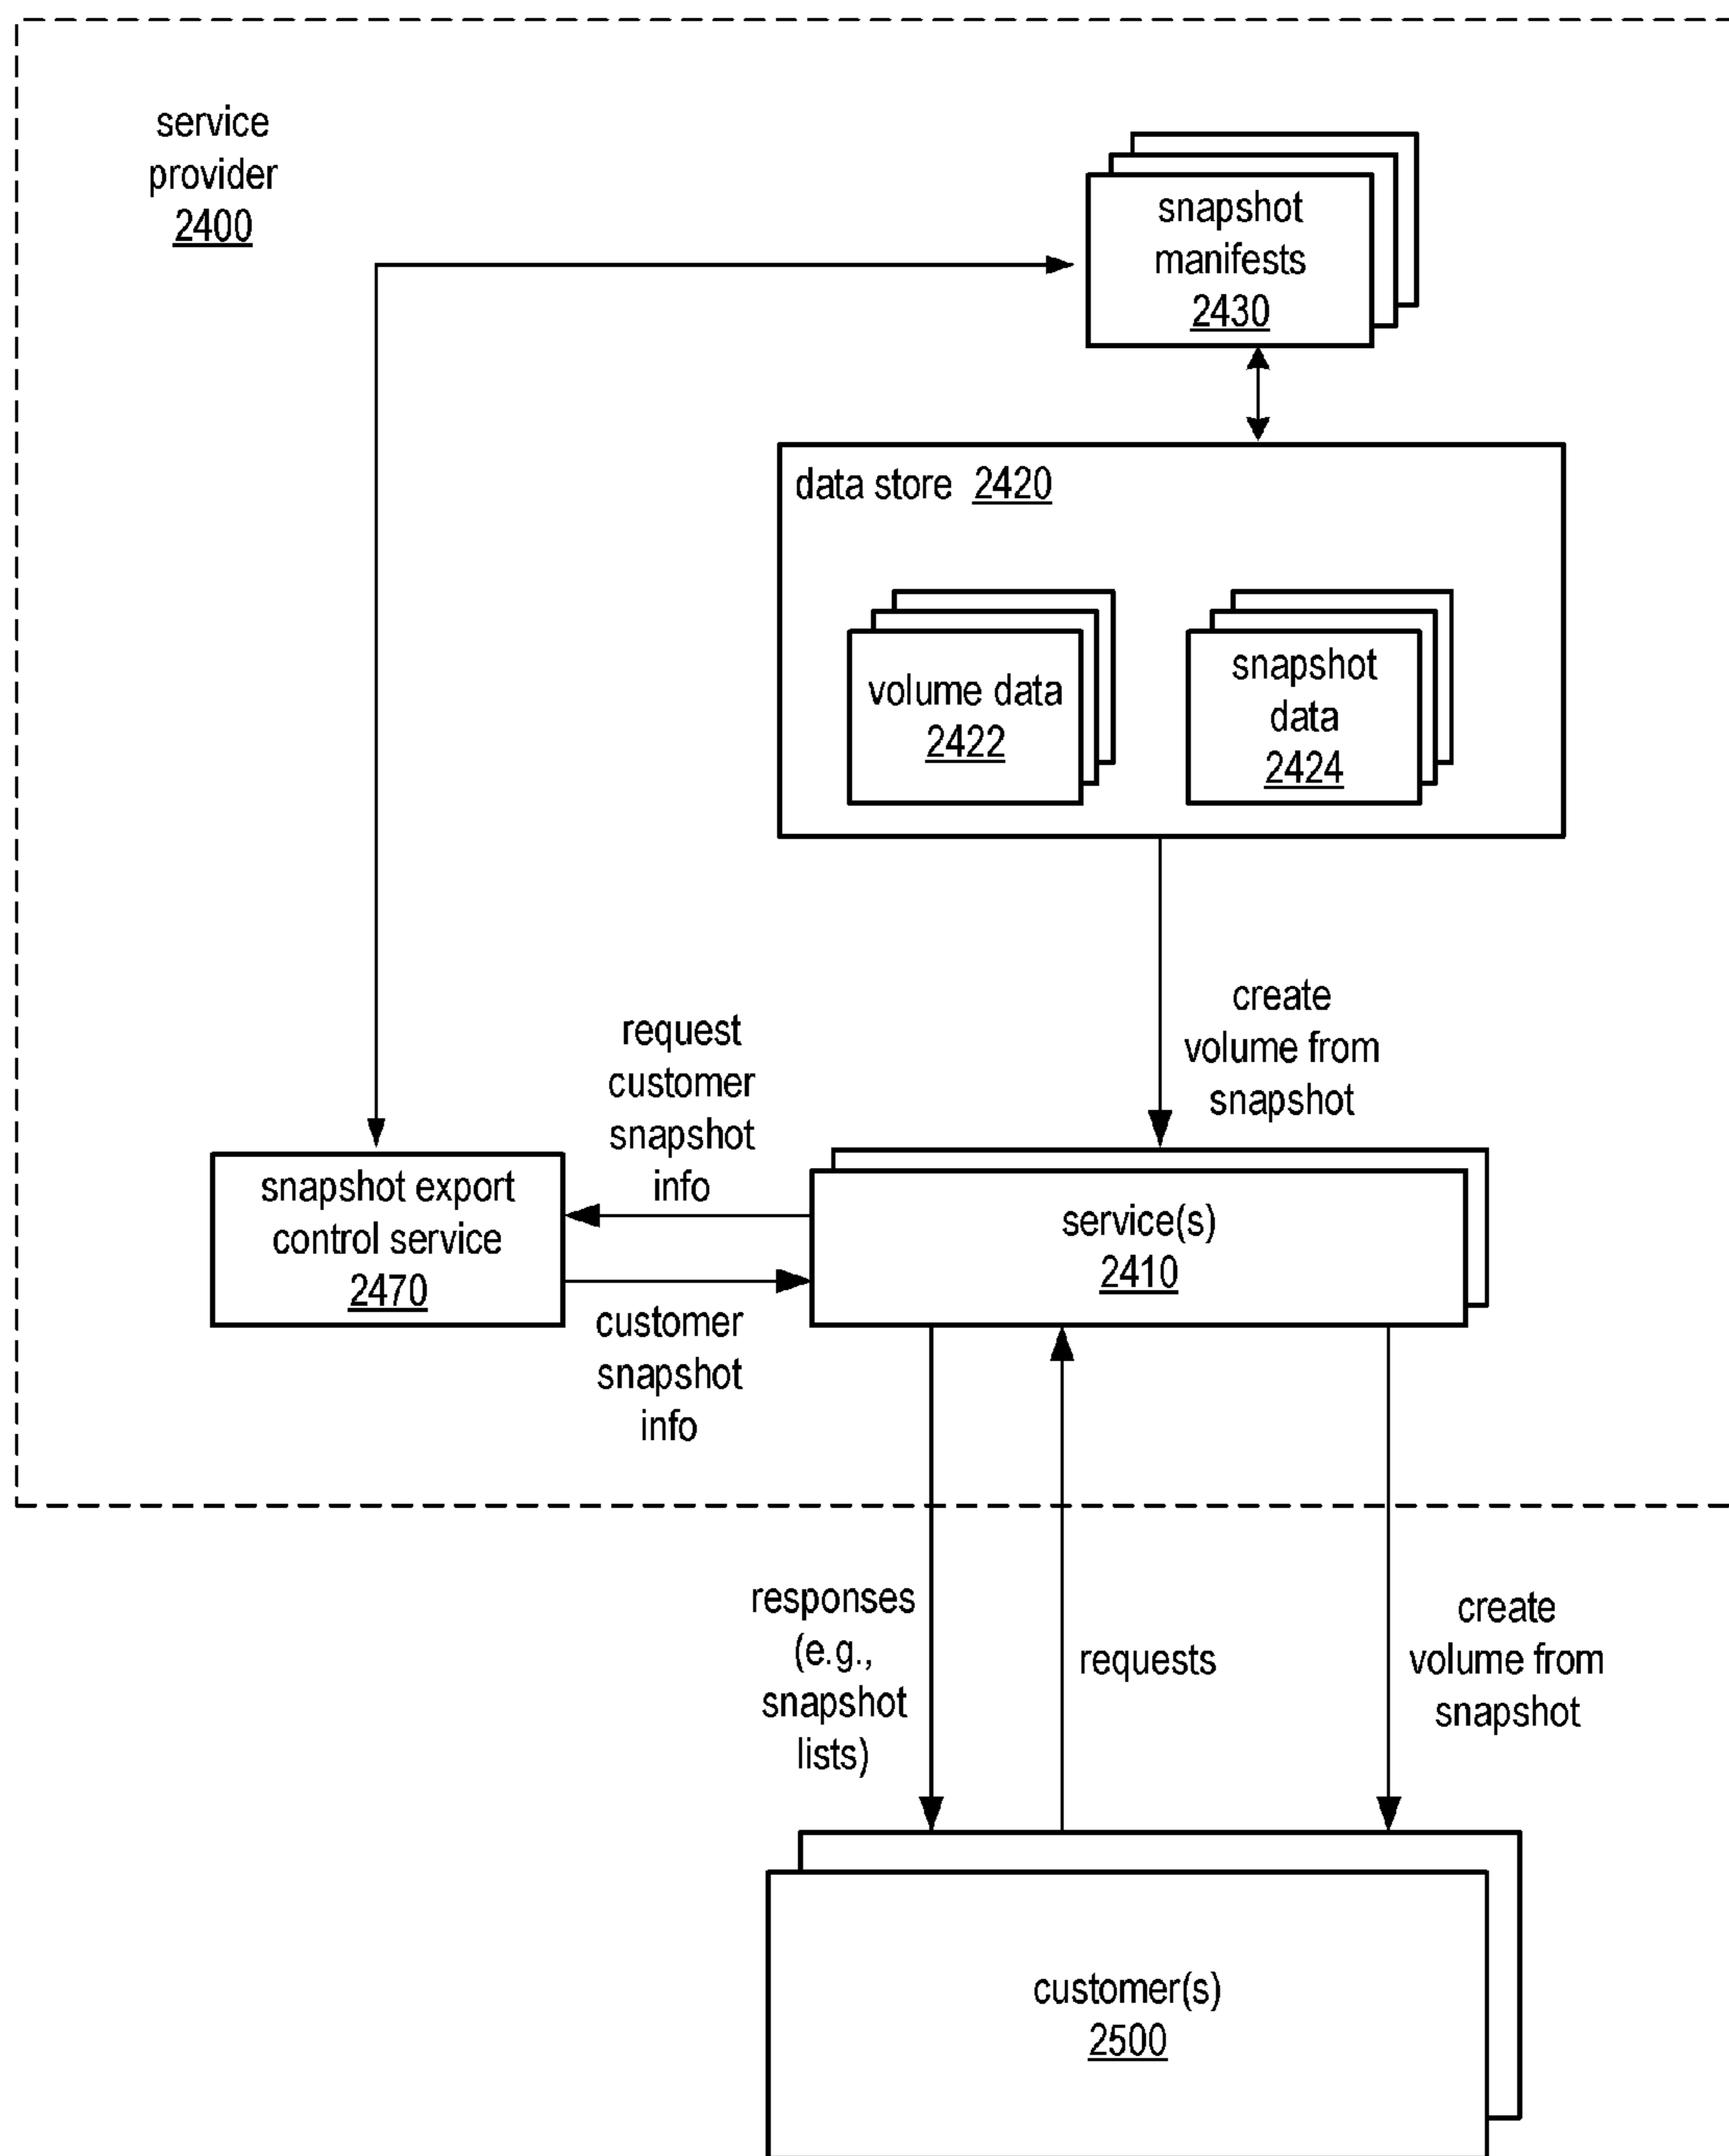 service
provider
2400
snapshot
manifests
2430
data store 2420
volume data
2422
snapshot
data
2424
create
volume from
snapshot
request
customer
snapshot
info
snapshot export
control service
2470
service(s)
2410
customer
snapshot
info
responses
(e.g.,
snapshot
lists)
requests
create
volume from
snapshot
customer(s)
2500